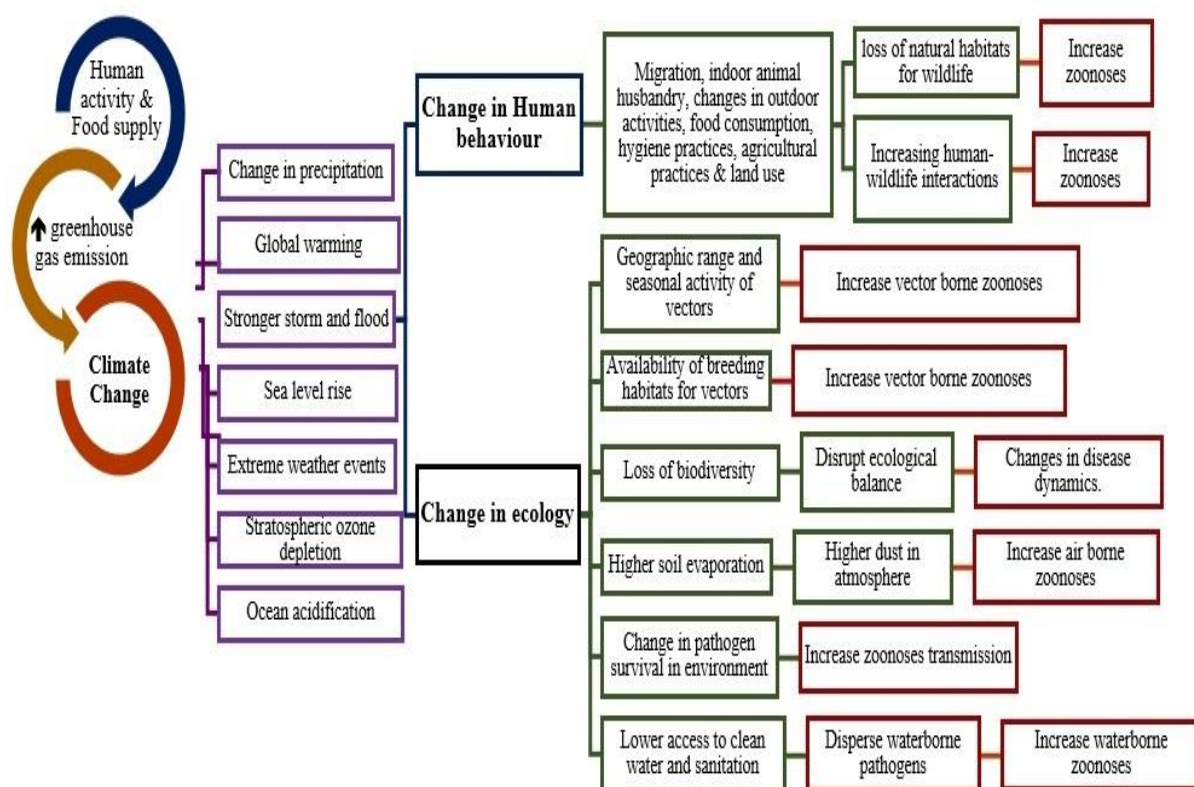 Human
activity &
Food supply
🡅 greenhouse
gas emission
Climate
Change
Change in precipitation
Global warming
Stronger storm and flood
Sea level rise
Extreme weather events
Stratospheric ozone
depletion
Ocean acidification
Change in Human
behaviour
Migration, indoor animal
husbandry, changes in outdoor
activities, food consumption,
hygiene practices, agricultural
practices & land use
loss of natural habitats
for wildlife
Increase
zoonoses
Increasing human-
wildlife interactions
Increase
zoonoses
Change in ecology
Geographic range and
seasonal activity of
vectors
Increase vector borne zoonoses
Availability of breeding
habitats for vectors
Increase vector borne zoonoses
Loss of biodiversity
Disrupt ecological
balance
Changes in disease
dynamics.
Higher soil evaporation
Higher dust in
atmosphere
Increase air borne
zoonoses
Change in pathogen
survival in environment
Increase zoonoses transmission
Lower access to clean
water and sanitation
Disperse waterborne
pathogens
Increase waterborne
zoonoses